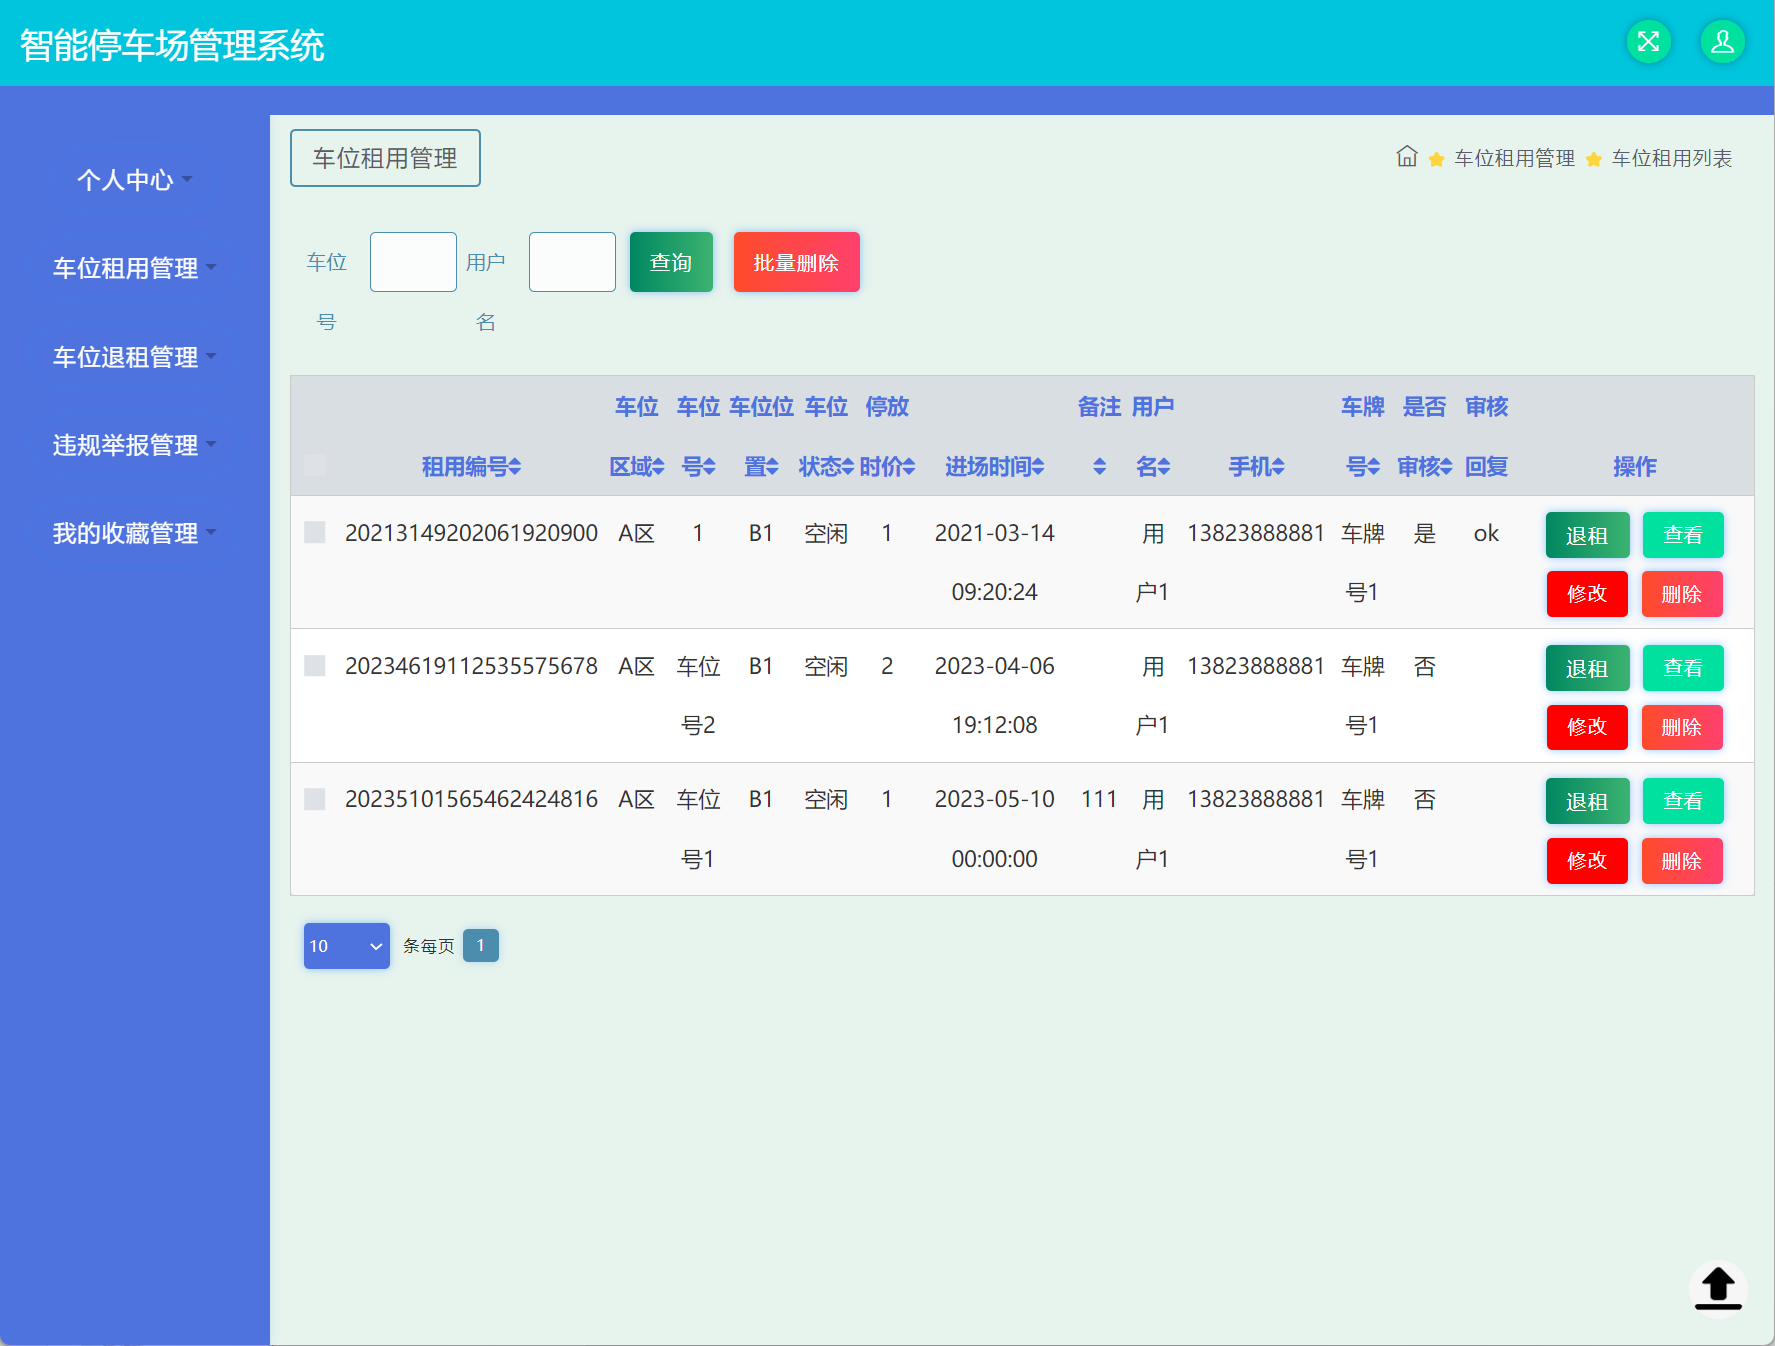 智能停车场管理系统
个人中心
车位租用管理
车位退租管理
违规举报管理
我的收藏管理
车位租用管理
车位租用管理 车位租用列表
车位号 用户名 查询 批量删除
租用编号 车位区域 车位号 车位位置 车位状态 停放时价 进场时间 备注 用户名 手机 车牌号 是否审核 审核回复 操作
20213149202061920900 A区 1 B1 空闲 1 2021-03-14 09:20:24 用户1 13823888881 车牌号1 是 ok 退租 查看 修改 删除
20234619112535575678 A区 车位号2 B1 空闲 2 2023-04-06 19:12:08 用户1 13823888881 车牌号1 否 退租 查看 修改 删除
20235101565462424816 A区 车位号1 B1 空闲 1 2023-05-10 00:00:00 111 用户1 13823888881 车牌号1 否 退租 查看 修改 删除
10 条每页 1